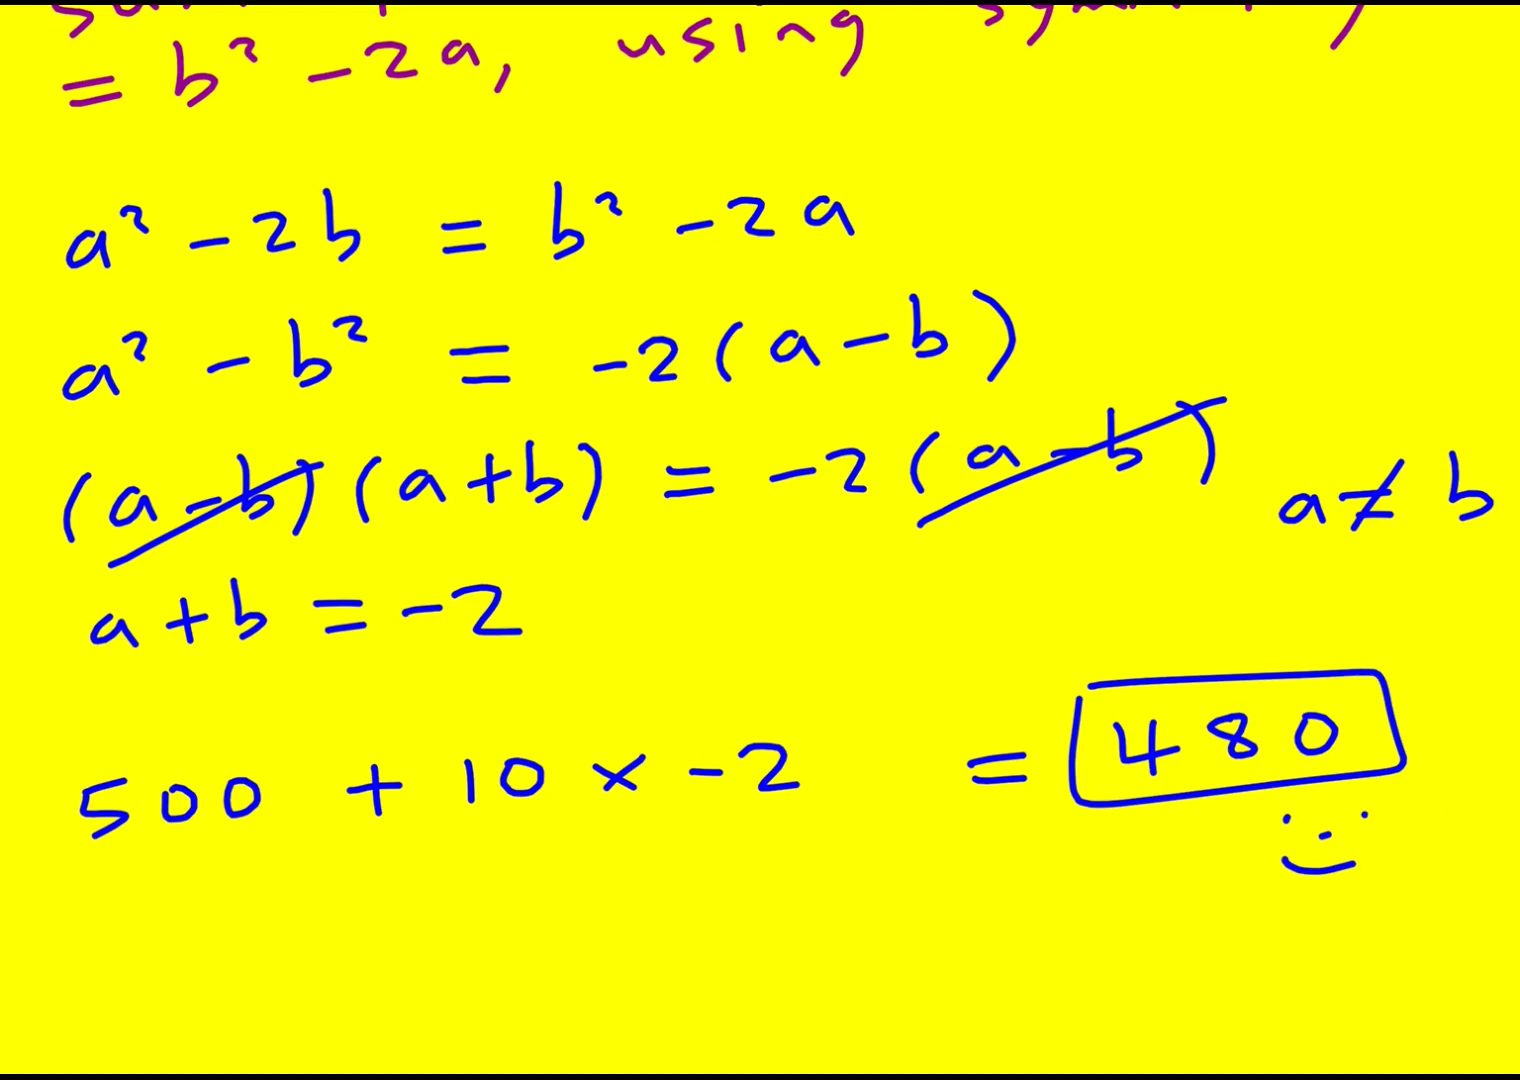 = b² - 2a, using
a² - 2b = b² - 2a
a² - b² = -2(a - b)
(a - b)(a + b) = -2(a - b) a ≠ b
a + b = -2
500 + 10 × -2 = 480